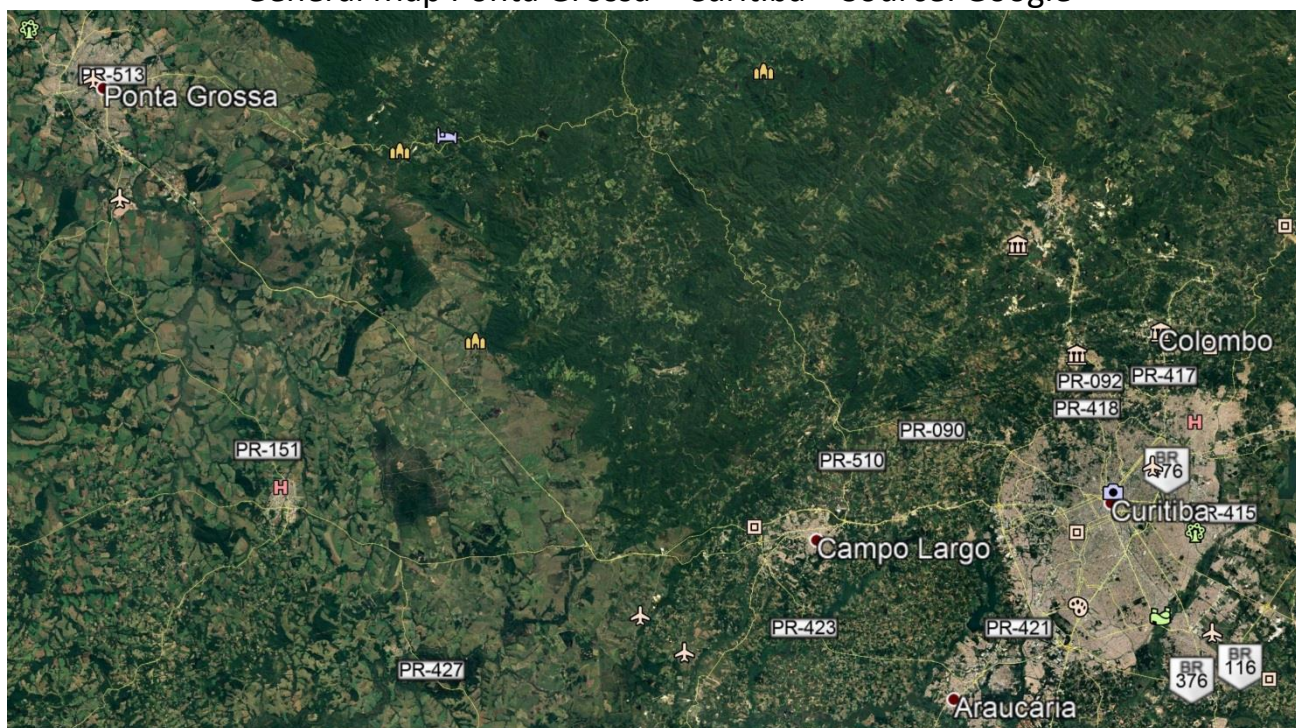 General map Ponta Grossa – Curitiba - Source: Google
PR-513
Ponta Grossa
Colombo
PR-417
PR-092
PR-418
PR-090
PR-151
PR-510
BR
Curitiba
Campo Largo
PR-423
PR-421
PR-427
BR
376
BR
116
Araucária